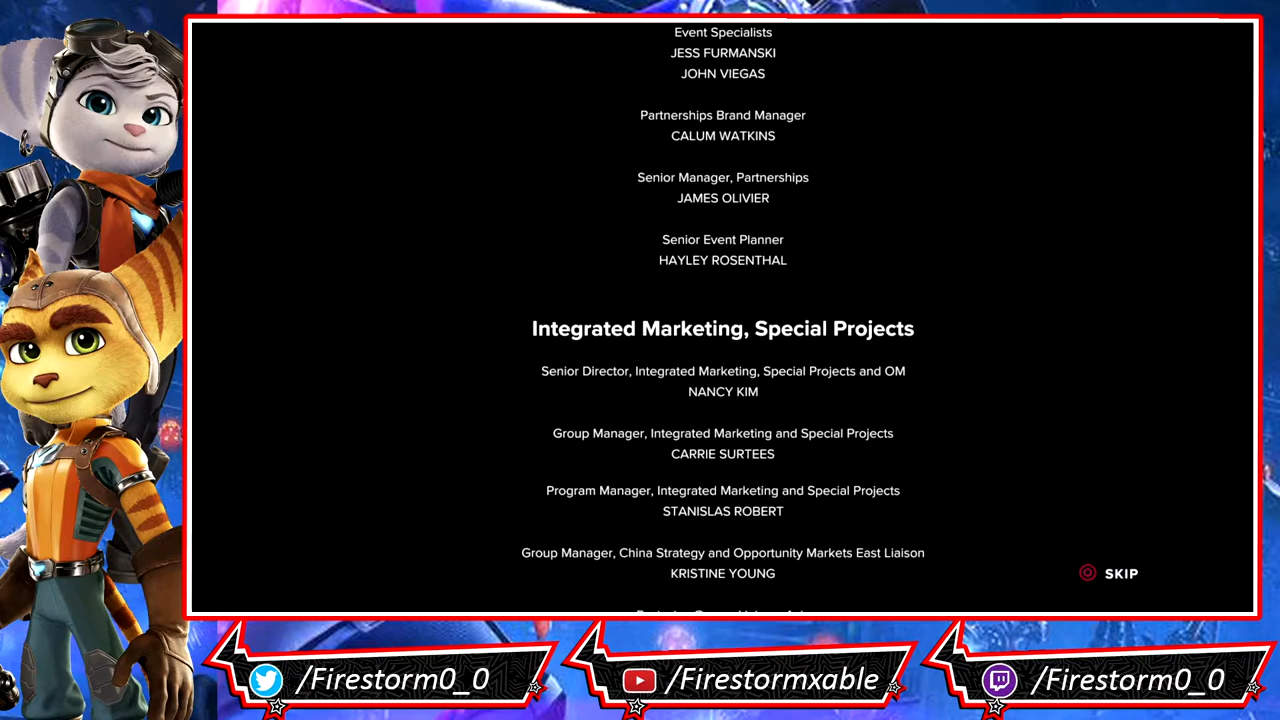 Event Specialists
JESS FURMANSKI
JOHN VIEGAS
Partnerships Brand Manager
CALUM WATKINS
Senior Manager, Partnerships
JAMES OLIVIER
Senior Event Planner
HAYLEY ROSENTHAL
Integrated Marketing, Special Projects
Senior Director, Integrated Marketing, Special Projects and OM
NANCY KIM
Group Manager, Integrated Marketing and Special Projects
CARRIE SURTEES
Program Manager, Integrated Marketing and Special Projects
STANISLAS ROBERT
Group Manager, China Strategy and Opportunity Markets East Liaison
KRISTINE YOUNG
SKIP
/Firestorm0_0
/Firestormxable
/Firestorm0_0